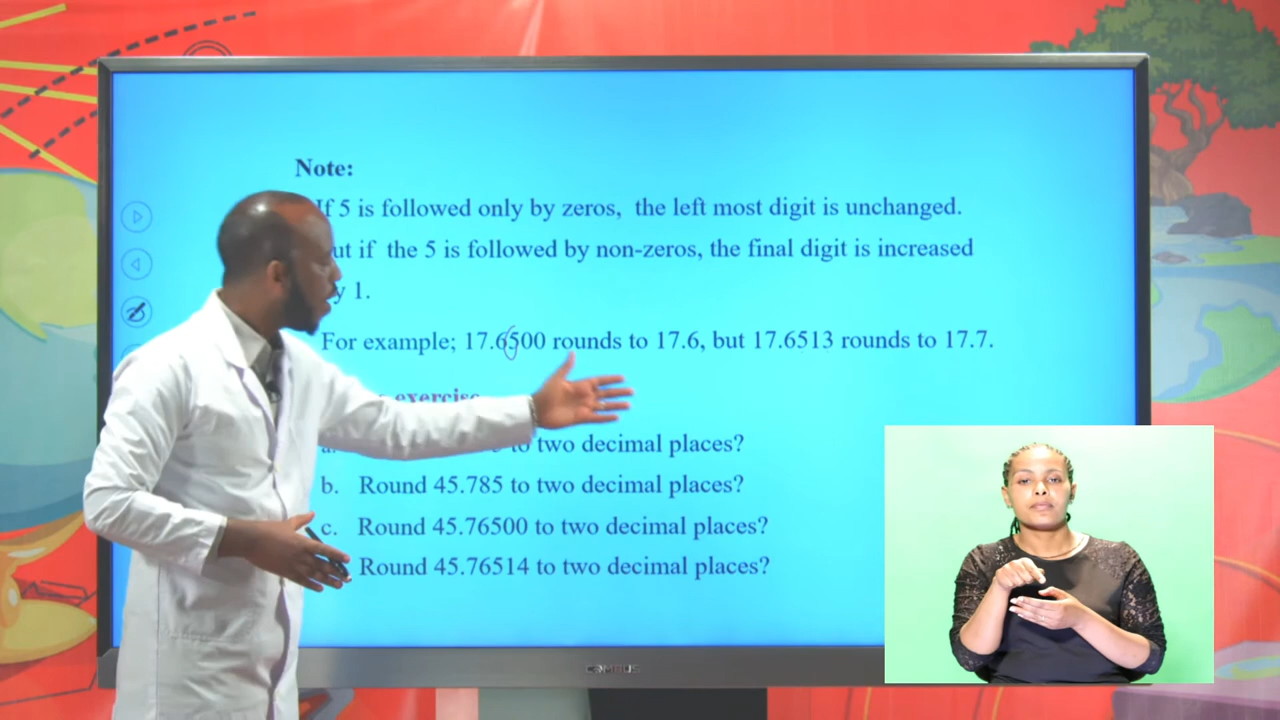 Note:
If 5 is followed only by zeros, the left most digit is unchanged.
if the 5 is followed by non-zeros, the final digit is increased
1.
For example; 17.6500 rounds to 17.6, but 17.6513 rounds to 17.7.
exercise
to two decimal places?
b. Round 45.785 to two decimal places?
c. Round 45.76500 to two decimal places?
Round 45.76514 to two decimal places?